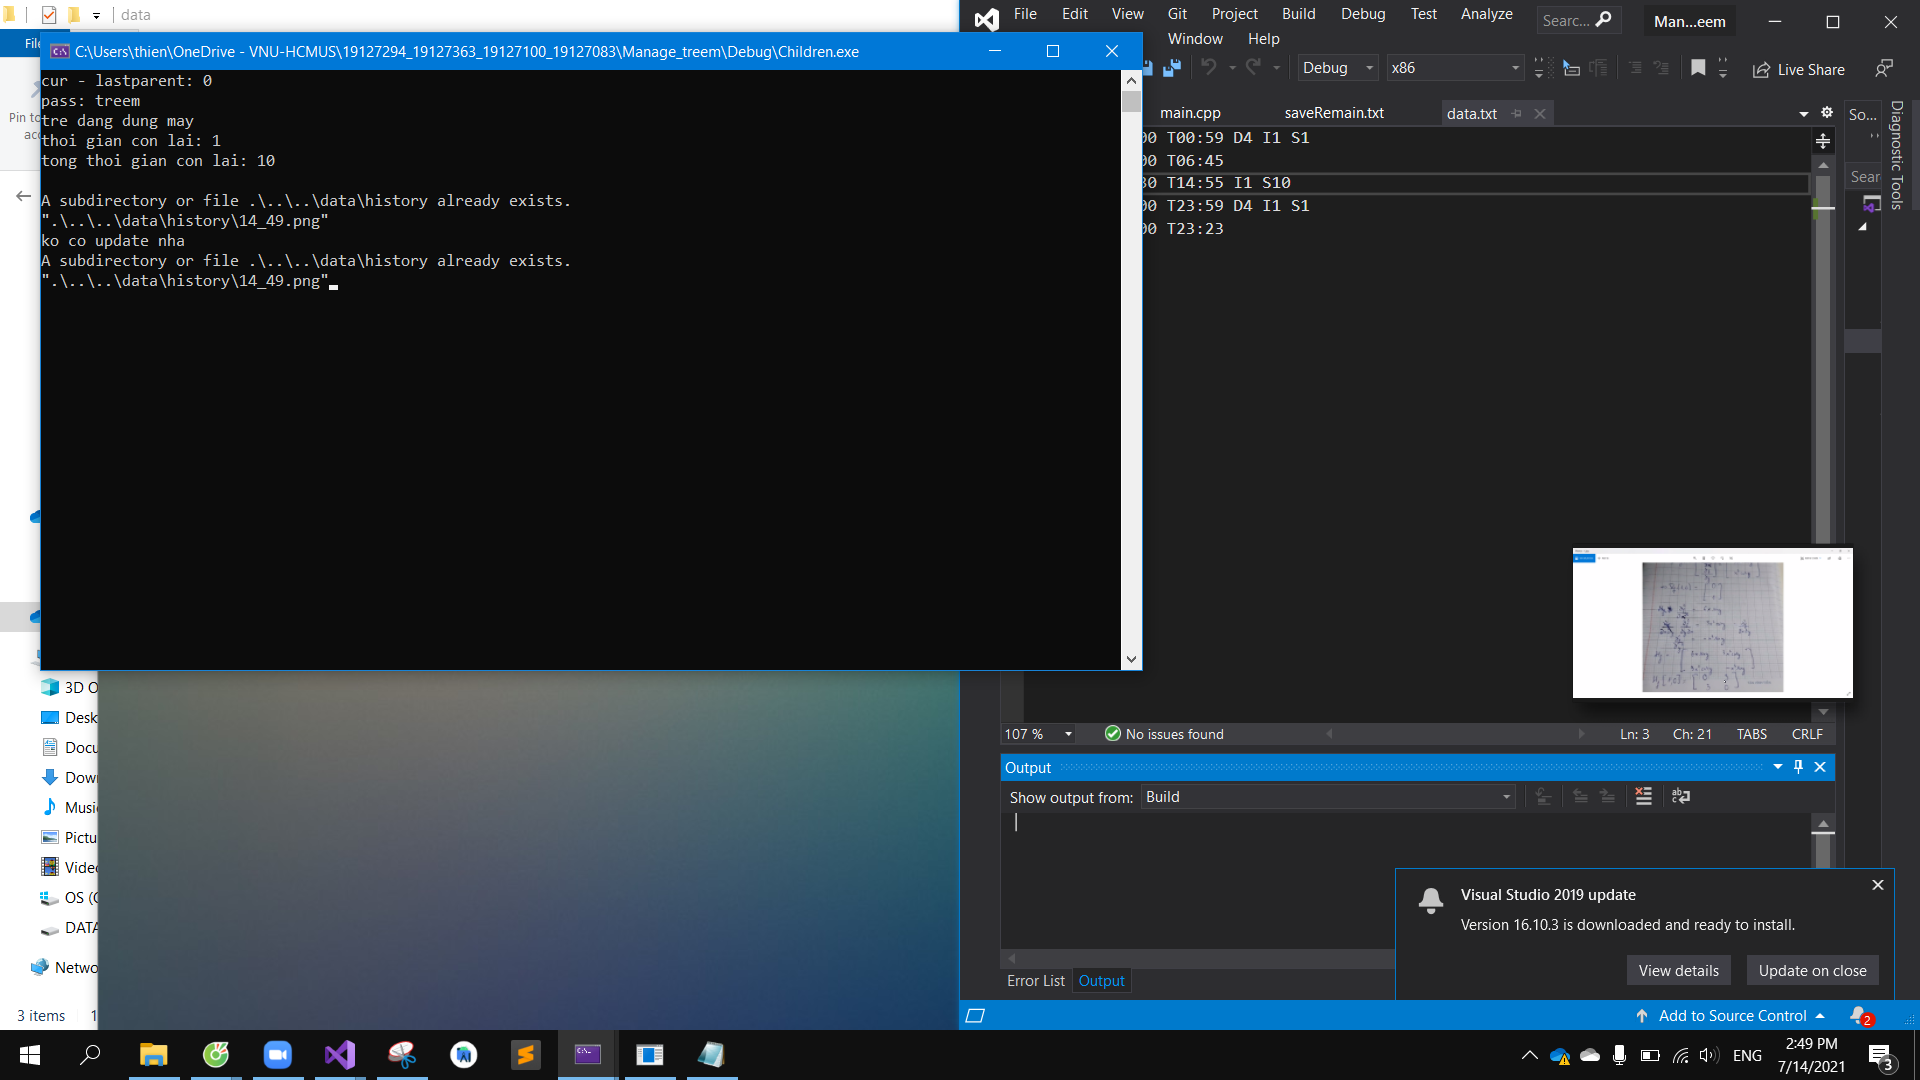 data
File
C:\Users\thien\OneDrive - VNU-HCMUS\19127294_19127363_19127100_19127083\Manage_treem\Debug\Children.exe
cur - lastparent: 0
pass: treem
tre dang dung may
thoi gian con lai: 1
tong thoi gian con lai: 10
A subdirectory or file .\..\..\data\history already exists.
".\..\..\data\history\14_49.png"
ko co update nha
A subdirectory or file .\..\..\data\history already exists.
".\..\..\data\history\14_49.png"
Pin to
acc
3D O
Desk
Docu
Down
Music
Pictu
Video
OS (C
DATA
Netwo
3 items
File Edit View Git Project Build Debug Test Analyze
Window Help
Searc...
Man...eem
Debug
x86
Live Share
main.cpp
saveRemain.txt
data.txt
So...
Sear
Diagnostic Tools
00 T00:59 D4 I1 S1
00 T06:45
30 T14:55 I1 S10
00 T23:59 D4 I1 S1
00 T23:23
107 %
No issues found
Ln: 3 Ch: 21 TABS CRLF
Output
Show output from: Build
Error List
Output
Visual Studio 2019 update
Version 16.10.3 is downloaded and ready to install.
View details
Update on close
Add to Source Control
2
ENG
2:49 PM
7/14/2021
3